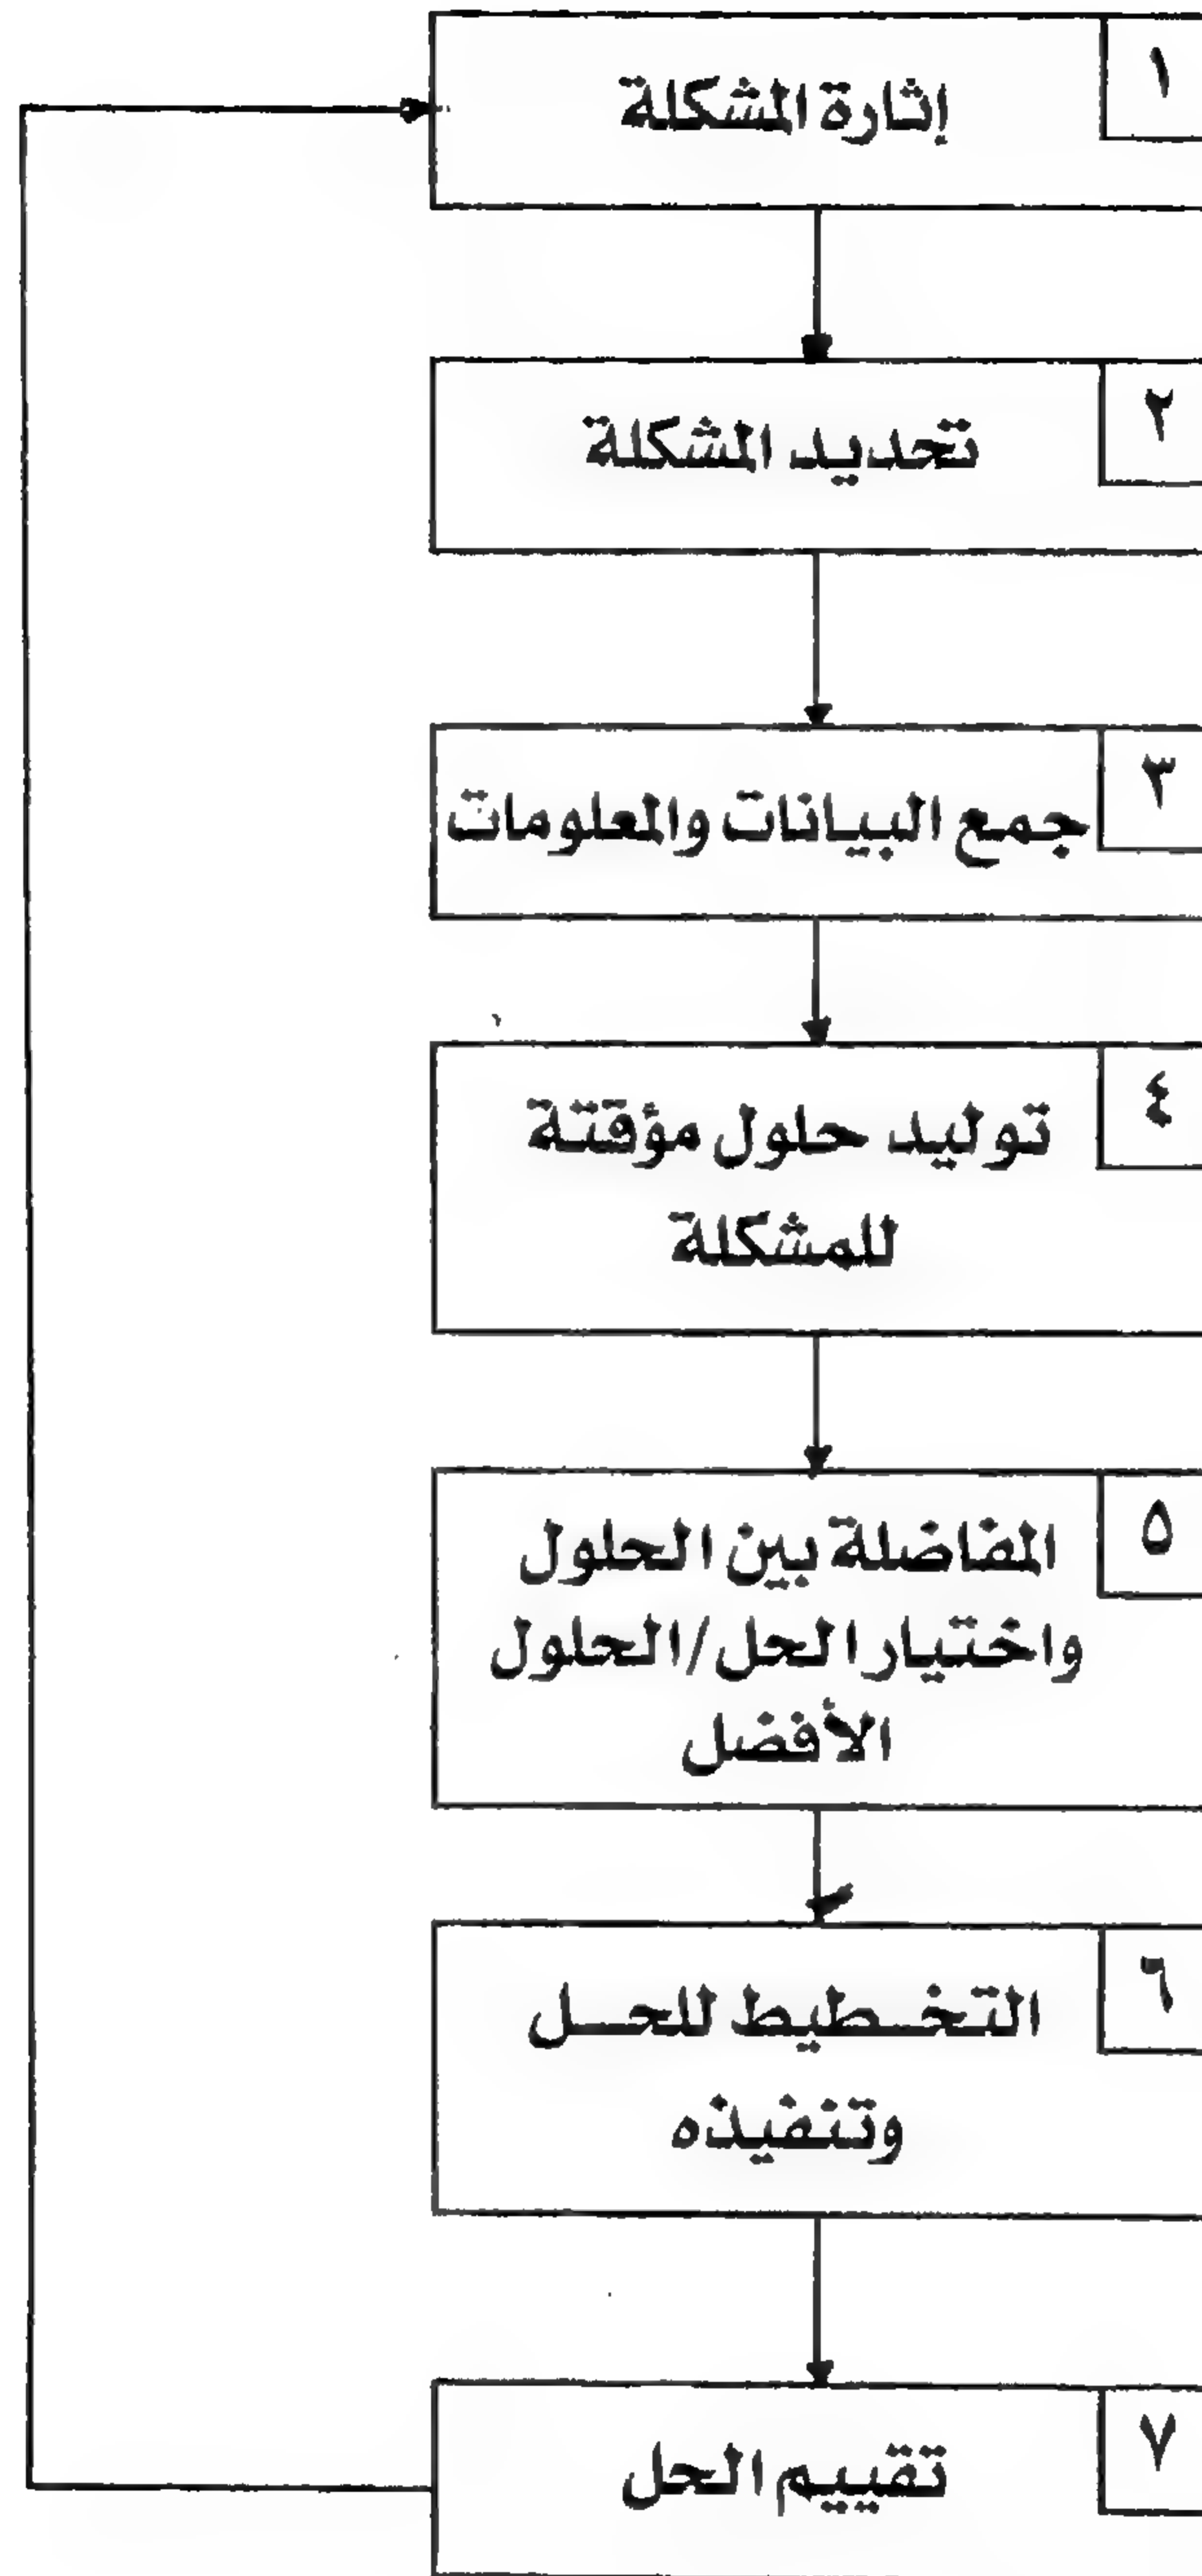 ١
إثارة المشكلة
٢
تحديد المشكلة
٣
جمع البيانات والمعلومات
٤
توليد حلول مؤقتة
للمشكلة
٥
المفاضلة بين الحلول
واختيار الحل/الحلول
الأفضل
٦
التخطيط للحل
وتنفيذه
٧
تقييم الحل